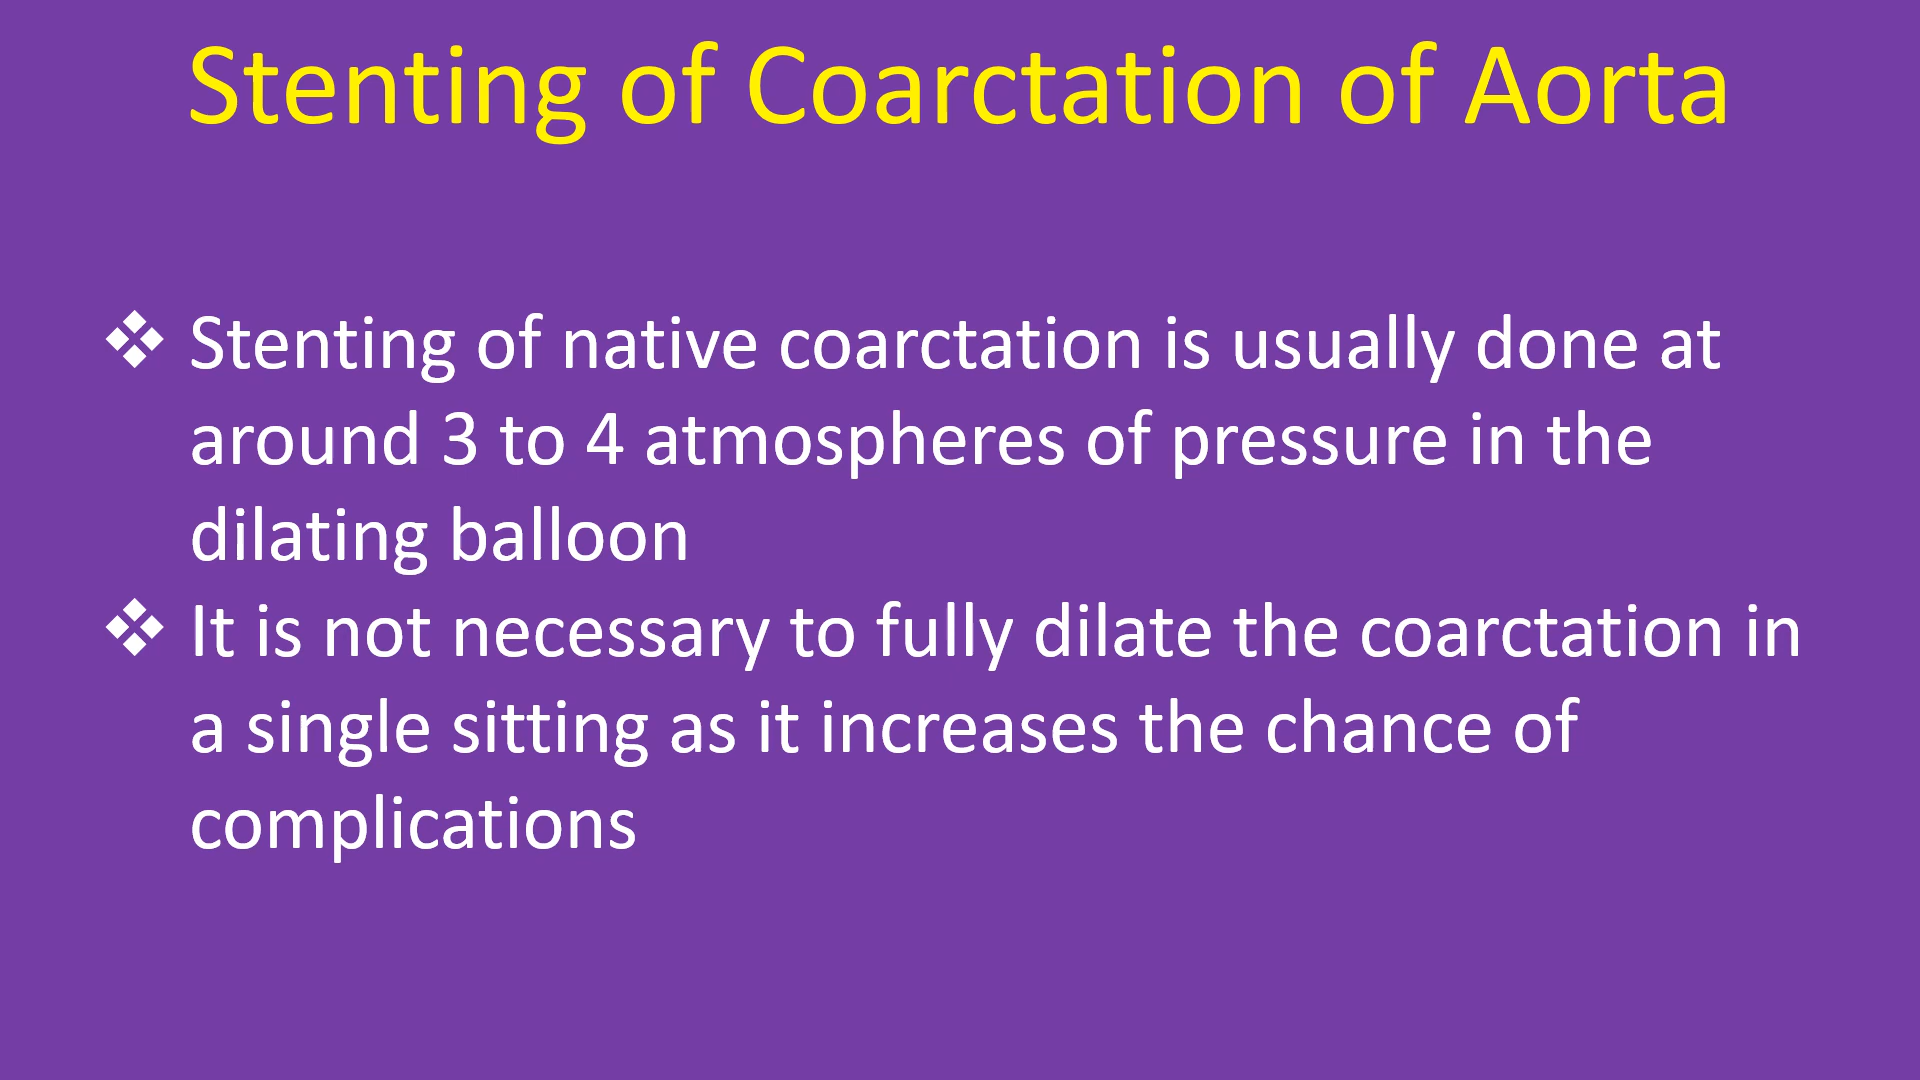 Stenting of Coarctation of Aorta
❖ Stenting of native coarctation is usually done at
around 3 to 4 atmospheres of pressure in the
dilating balloon
❖ It is not necessary to fully dilate the coarctation in
a single sitting as it increases the chance of
complications